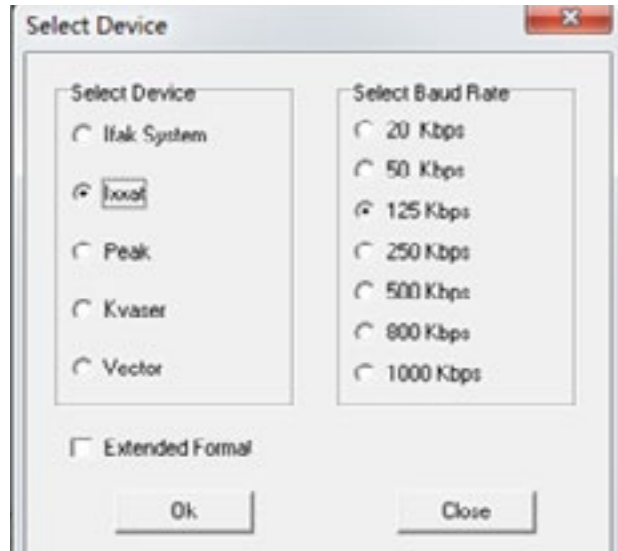 Select Device
Select Device
Ifak System
Ixxat
Peak
Kvaser
Vector
Select Baud Rate
20 Kbps
50 Kbps
125 Kbps
250 Kbps
500 Kbps
800 Kbps
1000 Kbps
Extended Format
Ok
Close